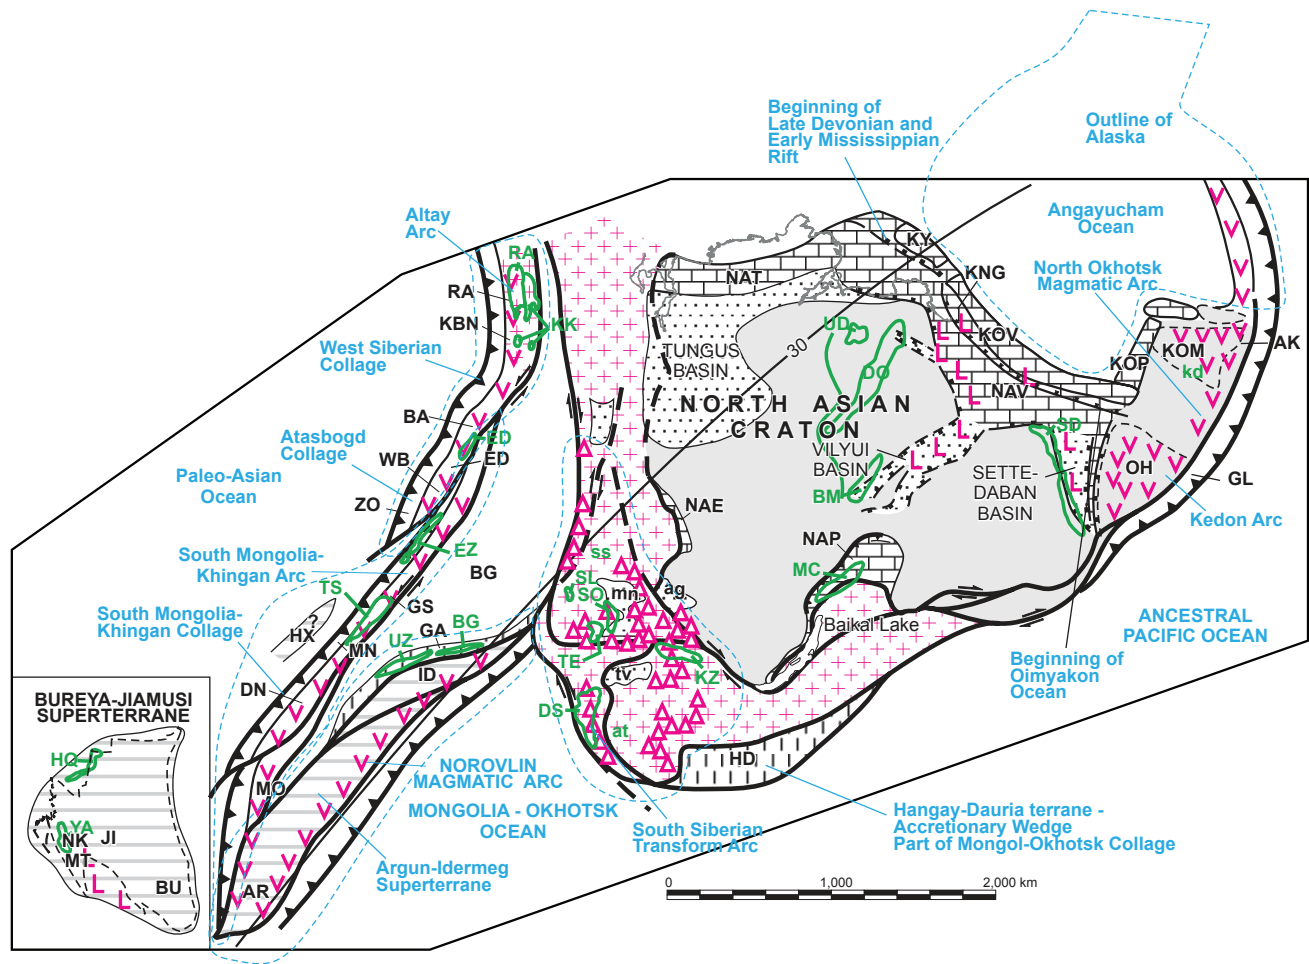 Beginning of
Late Devonian and
Early Mississippian
Rift
Outline of
Alaska
Altay
Arc
Angayucham
Ocean
RA
KY
NAT
KNG
North Okhotsk
Magmatic Arc
RA
KBN
KK
UD
KOV
West Siberian
Collage
TUNGUS
BASIN
30
KOP
KOM
AK
kd
DO
NAV
NORTH ASIAN
CRATON
BA
Atasbogd
Collage
ED
ED
WB
VILYUI
BASIN
SD
Paleo-Asian
Ocean
SETTE-
DABAN
BASIN
OH
GL
ZO
BM
NAE
Kedon Arc
South Mongolia-
Khingan Arc
EZ
BG
ss
NAP
MC
TS
SL
SO
mn
ag
South Mongolia-
Khingan Collage
GS
?
HX
GA
BG
UZ
MN
Baikal Lake
ANCESTRAL
PACIFIC OCEAN
TE
ID
tv
KZ
Beginning of
Oimyakon
Ocean
DN
DS
at
BUREYA-JIAMUSI
SUPERTERRANE
HQ
NOROVLIN
MAGMATIC ARC
HD
MO
MONGOLIA - OKHOTSK
OCEAN
Hangay-Dauria terrane -
Accretionary Wedge
Part of Mongol-Okhotsk Collage
YA
NK
JI
MT
South Siberian
Transform Arc
Argun-Idermeg
Superterrane
BU
AR
0
1,000
2,000 km